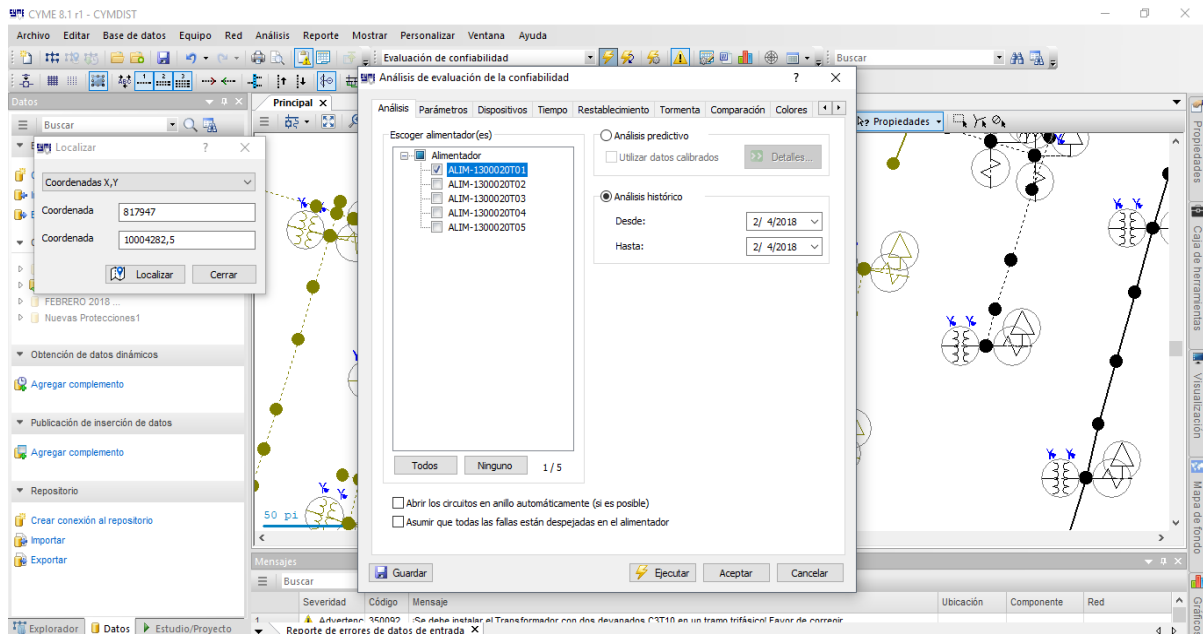 CYME 8.1 r1 - CYMDIST
Archivo Editar Base de datos Equipo Red Análisis Reporte Mostrar Personalizar Ventana Ayuda
Evaluación de confiabilidad
Buscar
Datos
Buscar
Localizar ? ×
Coordenadas X,Y
Coordenada 817947
Coordenada 10004282,5
Localizar Cerrar
FEBRERO 2018 ...
Nuevas Protecciones1
Obtención de datos dinámicos
Agregar complemento
Publicación de inserción de datos
Agregar complemento
Repositorio
Crear conexión al repositorio
Importar
Exportar
Explorador Datos Estudio/Proyecto
Principal X
50 pi
Análisis de evaluación de la confiabilidad ? ×
Análisis Parámetros Dispositivos Tiempo Restablecimiento Tormenta Comparación Colores
Escoger alimentador(es)
Alimentador
ALIM-1300020T01
ALIM-1300020T02
ALIM-1300020T03
ALIM-1300020T04
ALIM-1300020T05
Todos Ninguno 1 / 5
Análisis predictivo
Utilizar datos calibrados Detalles...
Análisis histórico
Desde: 2/ 4/2018
Hasta: 2/ 4/2018
Abrir los circuitos en anillo automáticamente (si es posible)
Asumir que todas las fallas están despejadas en el alimentador
Guardar Ejecutar Aceptar Cancelar
Propiedades
Propiedades
Caja de herramientas
Visualización
Mapa de fondo
Mensajes
Buscar
Severidad Código Mensaje Ubicación Componente Red
1 Advertenc 350092 ¡Se debe instalar el Transformador con dos devanados C3T10 en un tramo trifásico! Favor de corregir
Reporte de errores de datos de entrada X